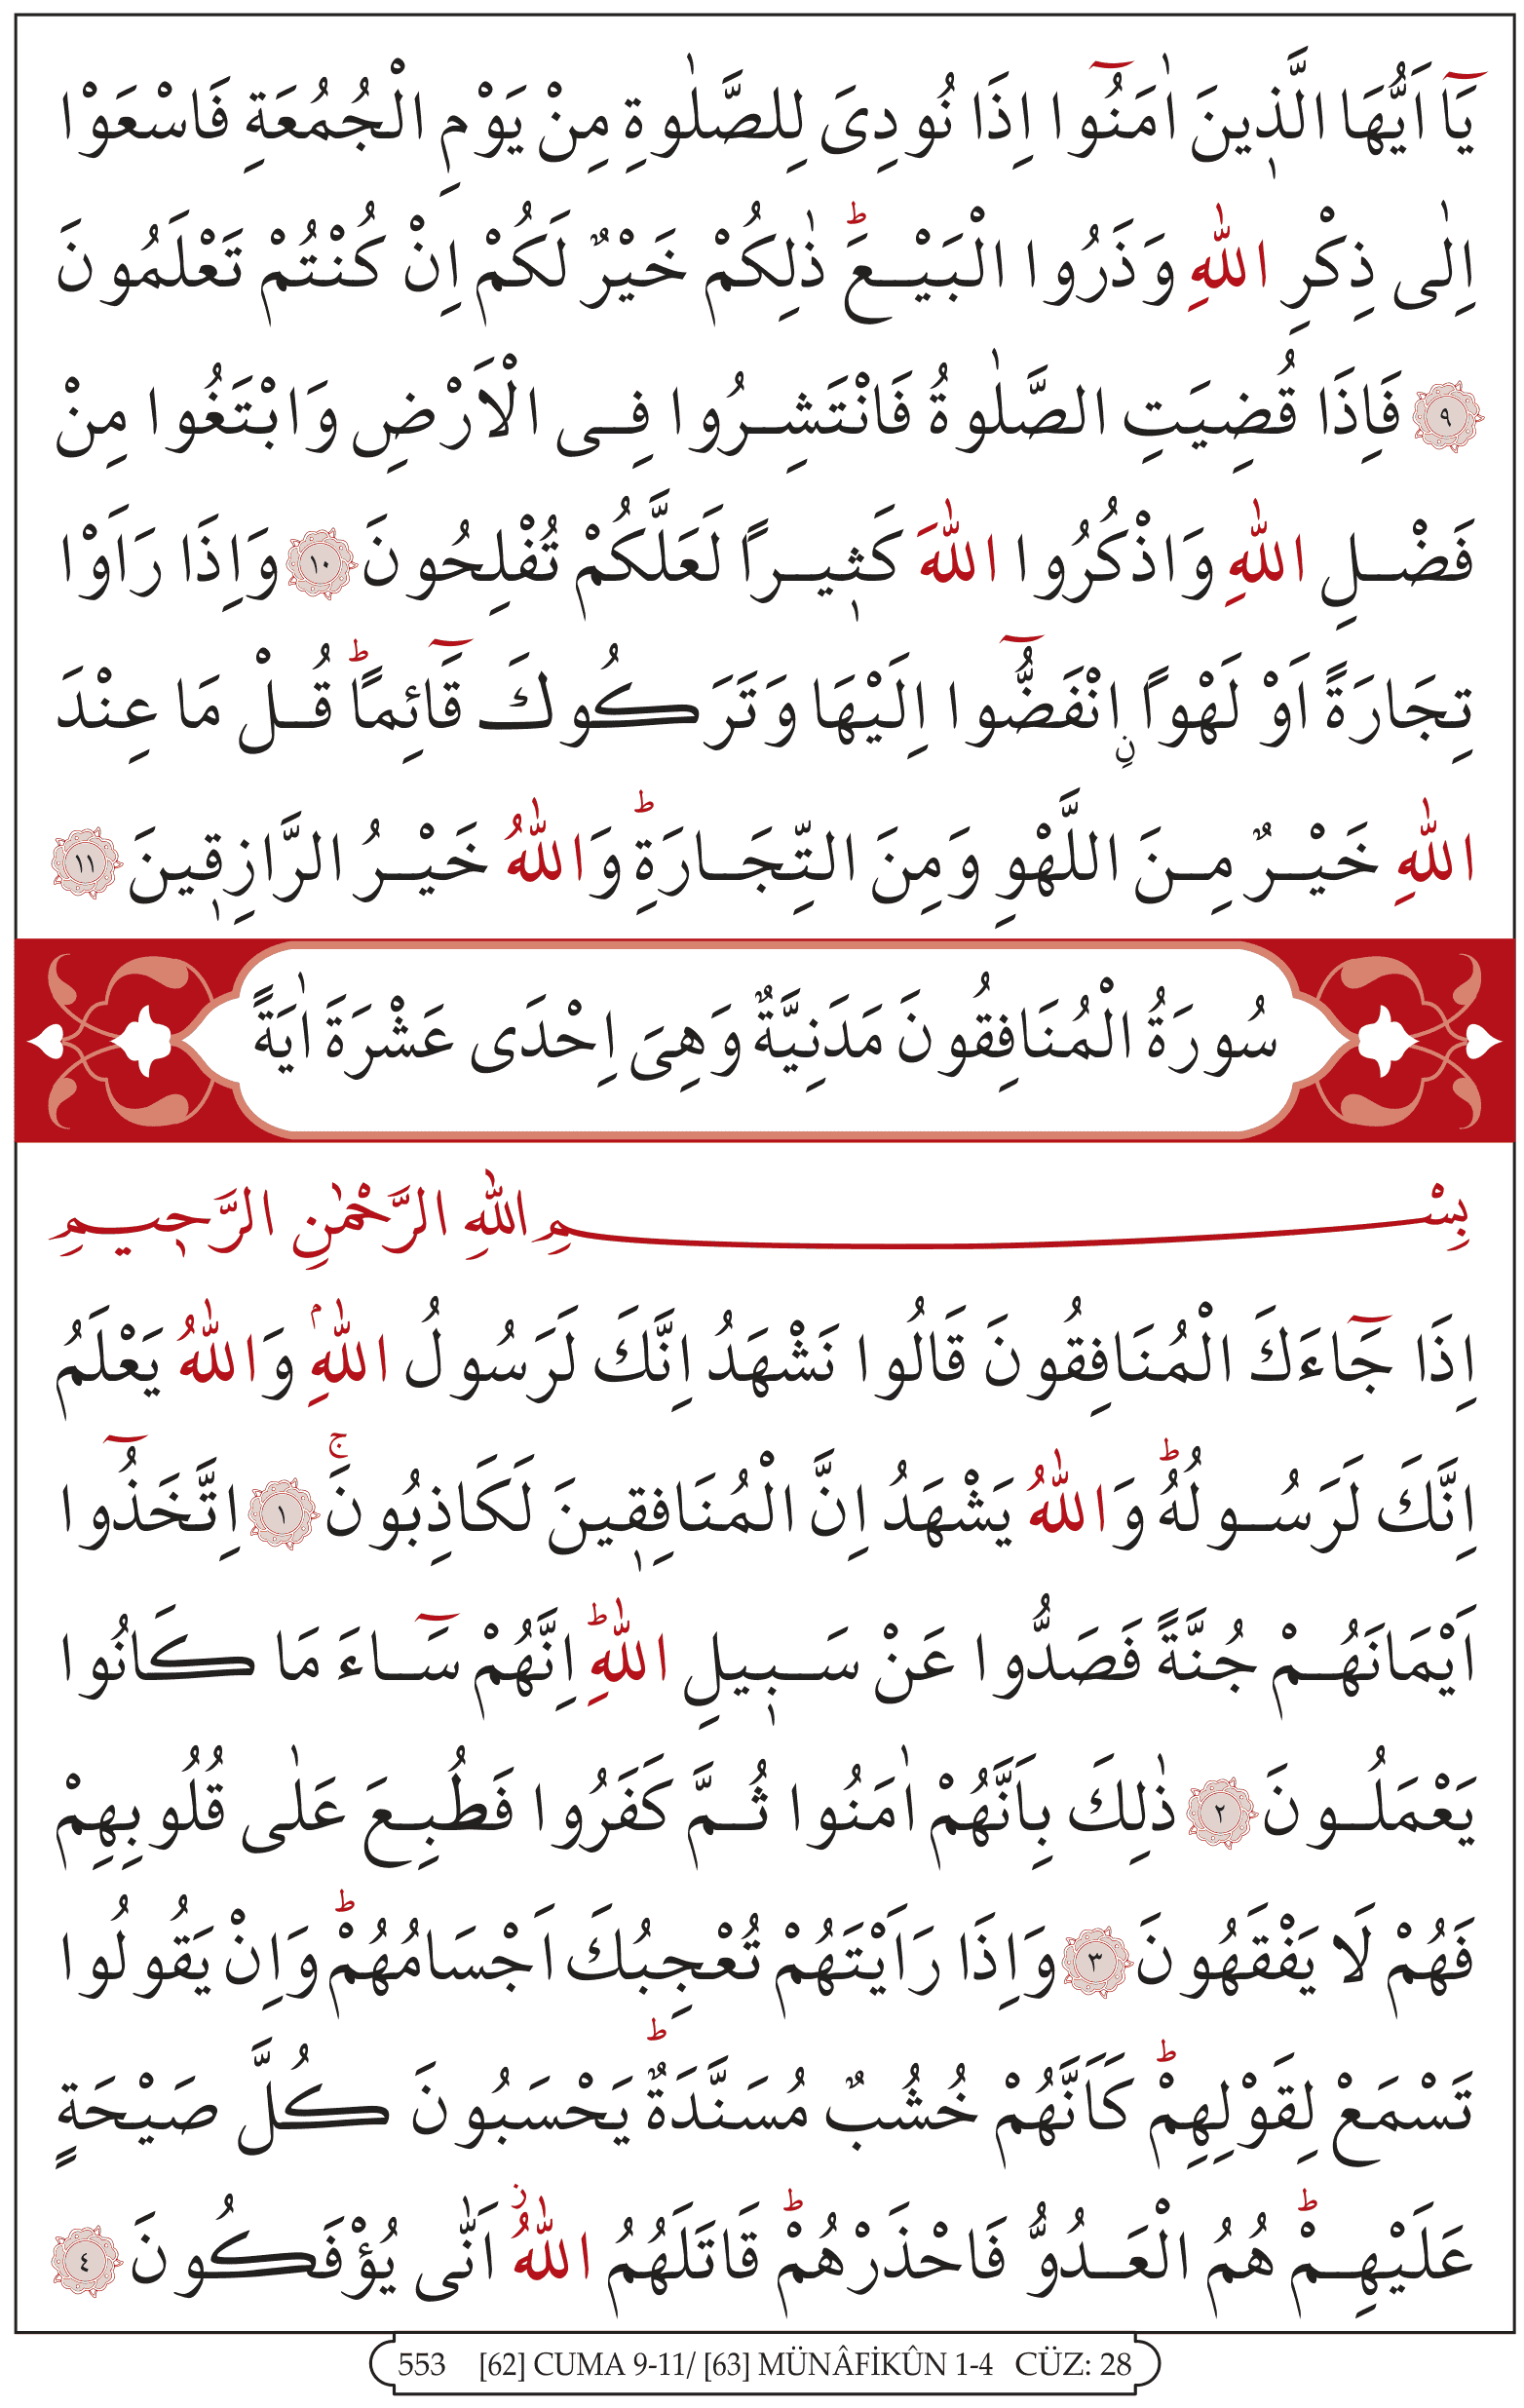 يَٓا اَيُّهَا الَّذٖينَ اٰمَنُٓوا اِذَا نُودِىَ لِلصَّلٰوةِ مِنْ يَوْمِ الْجُمُعَةِ فَاسْعَوْا
اِلٰى ذِكْرِ اللّٰهِ وَذَرُوا الْبَيْعَؕ ذٰلِكُمْ خَيْرٌ لَكُمْ اِنْ كُنْتُمْ تَعْلَمُونَ
﴿٩﴾ فَاِذَا قُضِيَتِ الصَّلٰوةُ فَانْتَشِرُوا فِى الْاَرْضِ وَابْتَغُوا مِنْ
فَضْلِ اللّٰهِ وَاذْكُرُوا اللّٰهَ كَثٖيراً لَعَلَّكُمْ تُفْلِحُونَ ﴿١٠﴾ وَاِذَا رَاَوْا
تِجَارَةً اَوْ لَهْواًۨ انْفَضُّٓوا اِلَيْهَا وَتَرَكُوكَ قَٓائِماًؕ قُلْ مَا عِنْدَ
اللّٰهِ خَيْرٌ مِنَ اللَّهْوِ وَمِنَ التِّجَارَةِؕ وَاللّٰهُ خَيْرُ الرَّازِقٖينَ ﴿١١﴾
سُورَةُ الْمُنَافِقُونَ مَدَنِيَّةٌ وَهِىَ اِحْدَى عَشْرَةَ اٰيَةً
بِسْمِ اللّٰهِ الرَّحْمٰنِ الرَّحٖيمِ
اِذَا جَٓاءَكَ الْمُنَافِقُونَ قَالُوا نَشْهَدُ اِنَّكَ لَرَسُولُ اللّٰهِۢ وَاللّٰهُ يَعْلَمُ
اِنَّكَ لَرَسُولُهُؕ وَاللّٰهُ يَشْهَدُ اِنَّ الْمُنَافِقٖينَ لَكَاذِبُونَۚ ﴿١﴾ اِتَّخَذُٓوا
اَيْمَانَهُمْ جُنَّةً فَصَدُّوا عَنْ سَبٖيلِ اللّٰهِؕ اِنَّهُمْ سَٓاءَ مَا كَانُوا
يَعْمَلُونَ ﴿٢﴾ ذٰلِكَ بِاَنَّهُمْ اٰمَنُوا ثُمَّ كَفَرُوا فَطُبِعَ عَلٰى قُلُوبِهِمْ
فَهُمْ لَا يَفْقَهُونَ ﴿٣﴾ وَاِذَا رَاَيْتَهُمْ تُعْجِبُكَ اَجْسَامُهُمْؕ وَاِنْ يَقُولُوا
تَسْمَعْ لِقَوْلِهِمْؕ كَاَنَّهُمْ خُشُبٌ مُسَنَّدَةٌؕ يَحْسَبُونَ كُلَّ صَيْحَةٍ
عَلَيْهِمْؕ هُمُ الْعَدُوُّ فَاحْذَرْهُمْؕ قَاتَلَهُمُ اللّٰهُؗ اَنّٰى يُؤْفَكُونَ ﴿٤﴾
553 [62] CUMA 9-11/ [63] MÜNÂFİKÛN 1-4 CÜZ: 28